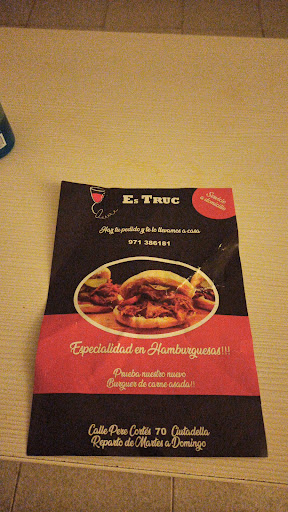 Es TRUC
Servicio
a domicilio
Haz tu pedido y te lo llevamos a casa
971 386181
Especialidad en Hamburguesas!!!
Prueba nuestro nuevo
Burguer de carne asada!!
Calle Pere Cortés 70 Ciutadella
Reparto de Martes a Domingo